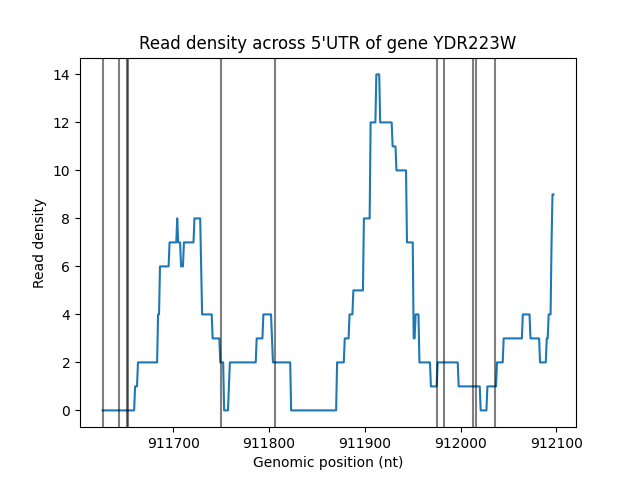 Read density across 5'UTR of gene YDR223W
14
12
10
8
6
4
2
0
Read density
911700 911800 911900 912000 912100
Genomic position (nt)